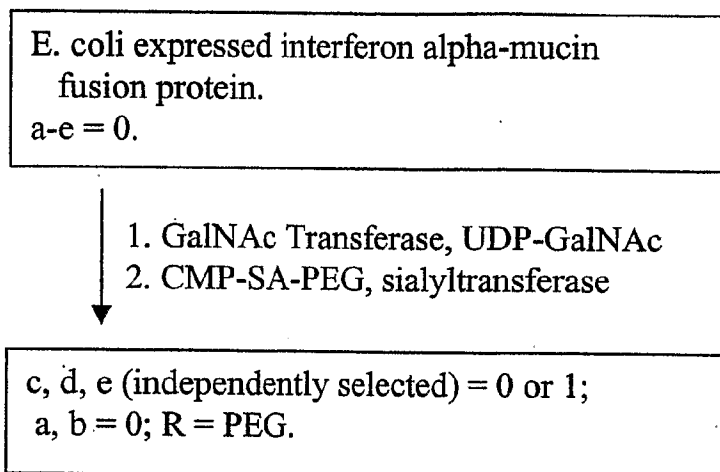 E. coli expressed interferon alpha-mucin
fusion protein.
a-e = 0.
1. GalNAc Transferase, UDP-GalNAc
2. CMP-SA-PEG, sialyltransferase
c, d, e (independently selected) = 0 or 1;
a, b = 0; R = PEG.